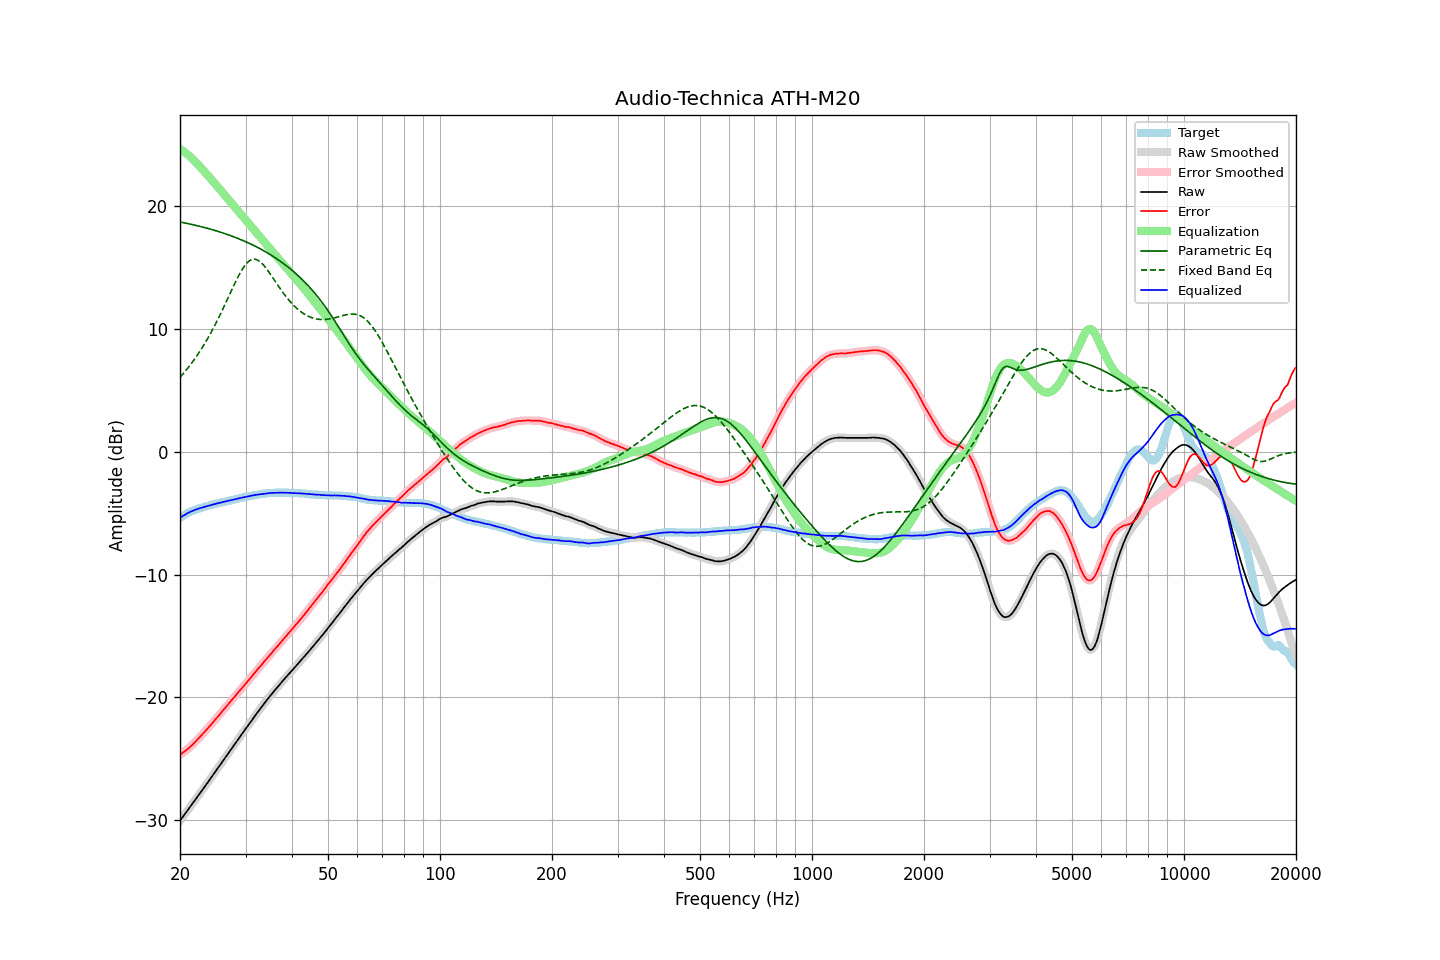 Audio-Technica ATH-M20
Target
Raw Smoothed
Error Smoothed
Raw
Error
Equalization
Parametric Eq
Fixed Band Eq
Equalized
Amplitude (dBr)
20
10
0
−10
−20
−30
20 50 100 200 500 1000 2000 5000 10000 20000
Frequency (Hz)